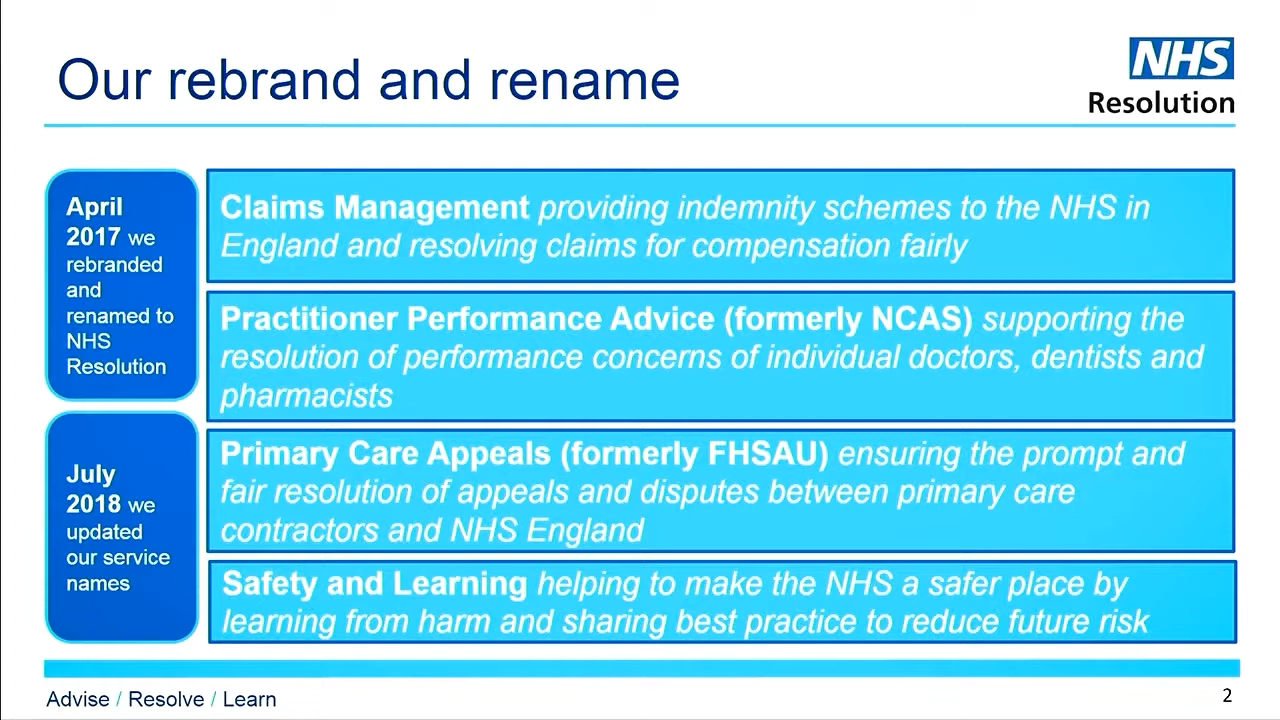 Our rebrand and rename
NHS
Resolution
April
2017 we
rebranded
and
renamed to
NHS
Resolution
July
2018 we
updated
our service
names
Claims Management providing indemnity schemes to the NHS in
England and resolving claims for compensation fairly
Practitioner Performance Advice (formerly NCAS) supporting the
resolution of performance concerns of individual doctors, dentists and
pharmacists
Primary Care Appeals (formerly FHSAU) ensuring the prompt and
fair resolution of appeals and disputes between primary care
contractors and NHS England
Safety and Learning helping to make the NHS a safer place by
learning from harm and sharing best practice to reduce future risk
Advise / Resolve / Learn
2